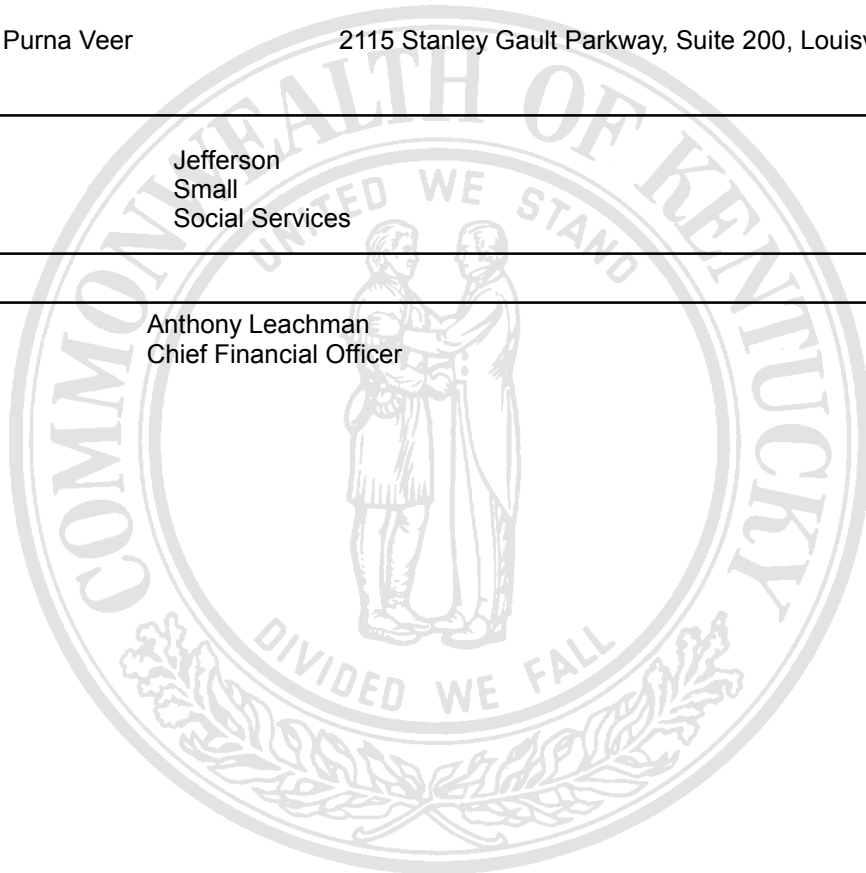 Purna Veer 2115 Stanley Gault Parkway, Suite 200, Louisv
Jefferson
Small
Social Services
Anthony Leachman
Chief Financial Officer
COMMONWEALTH OF KENTUCKY
UNITED WE STAND
DIVIDED WE FALL